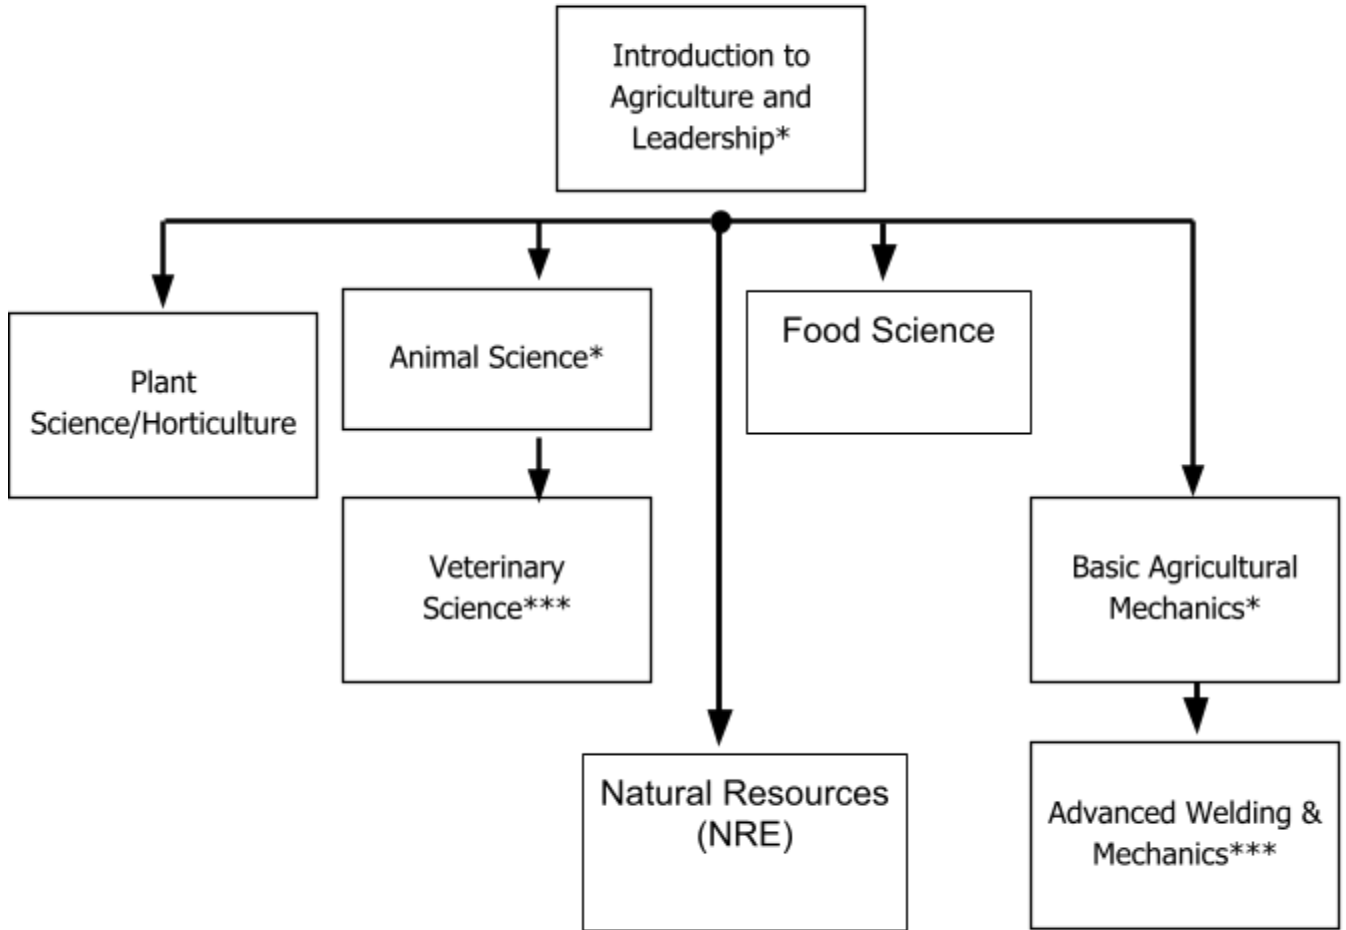 Introduction to
Agriculture and
Leadership*
Plant
Science/Horticulture
Animal Science*
Food Science
Veterinary
Science***
Basic Agricultural
Mechanics*
Natural Resources
(NRE)
Advanced Welding &
Mechanics***